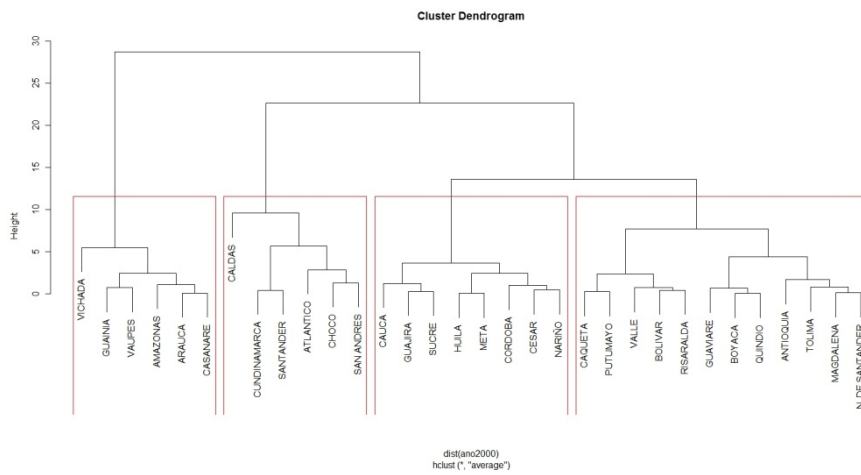 Cluster Dendrogram
Height
30
25
20
15
10
5
0
VICHADA
GUAINIA
VAUPES
AMAZONAS
ARAUCA
CASANARE
CALDAS
CUNDINAMARCA
SANTANDER
ATLANTICO
CHOCO
SAN ANDRES
CAUCA
GUAJIRA
SUCRE
HUILA
META
CORDOBA
CESAR
NARIÑO
CAQUETA
PUTUMAYO
VALLE
BOLIVAR
RISARALDA
GUAVIARE
BOYACA
QUINDIO
ANTIOQUIA
TOLIMA
MAGDALENA
N. DE SANTANDER
dist(ano2000)
hclust (*, "average")